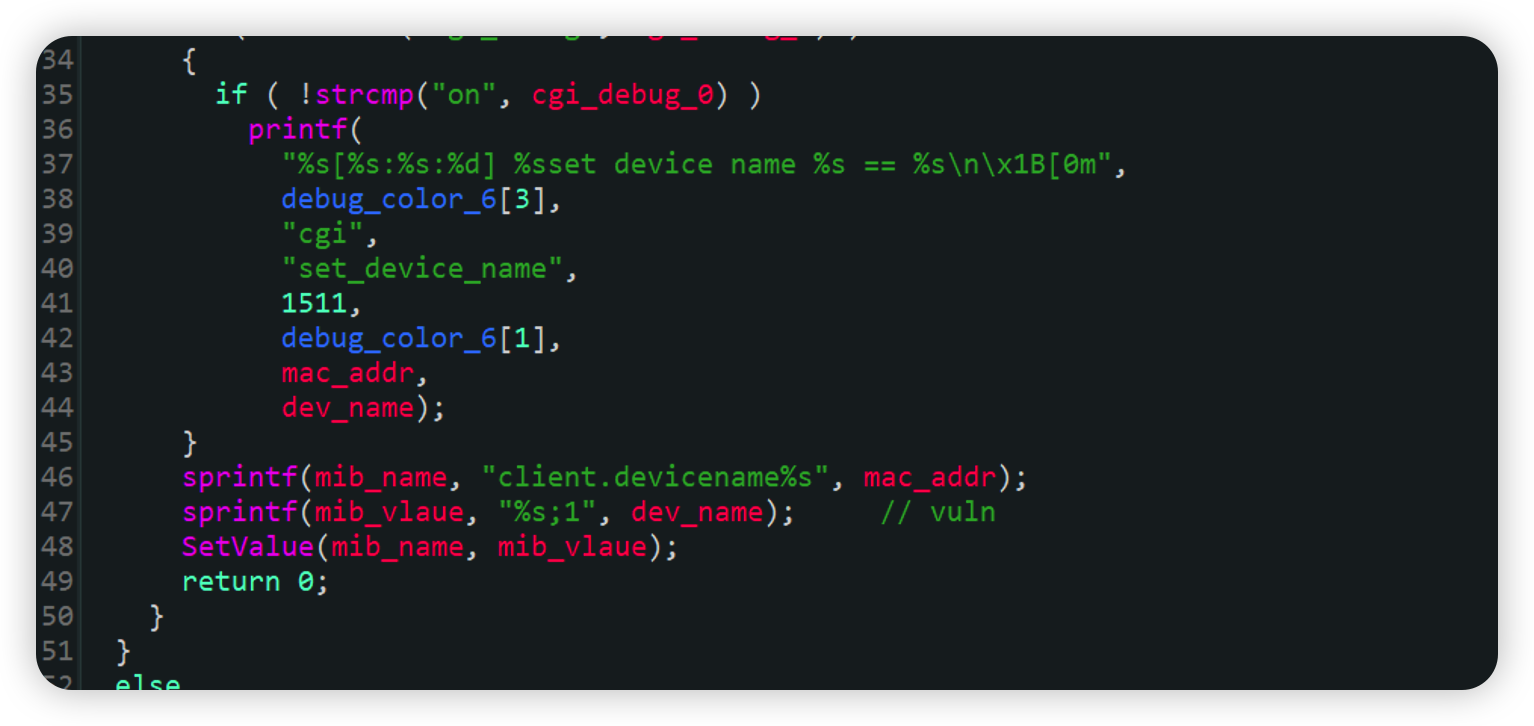 34 {
35 if ( !strcmp("on", cgi_debug_0) )
36 printf(
37 "%s[%s:%s:%d] %sset device name %s == %s\n\x1B[0m",
38 debug_color_6[3],
39 "cgi",
40 "set_device_name",
41 1511,
42 debug_color_6[1],
43 mac_addr,
44 dev_name);
45 }
46 sprintf(mib_name, "client.devicename%s", mac_addr);
47 sprintf(mib_vlaue, "%s;1", dev_name); // vuln
48 SetValue(mib_name, mib_vlaue);
49 return 0;
50 }
51 }
52 else